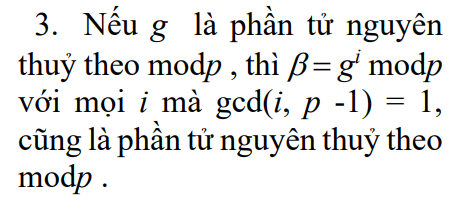 3. Nếu g là phần tử nguyên
thuỷ theo modp , thì β= gⁱ modp
với mọi i mà gcd(i, p -1) = 1,
cũng là phần tử nguyên thuỷ theo
modp .